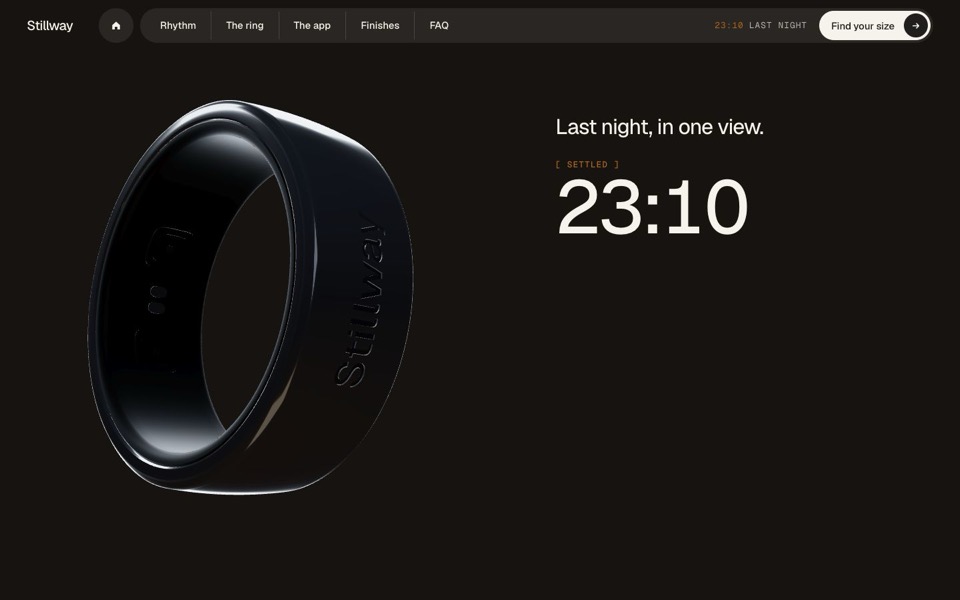 Stillway
Rhythm
The ring
The app
Finishes
FAQ
23:10 LAST NIGHT
Find your size
Last night, in one view.
[ SETTLED ]
23:10
Stillway